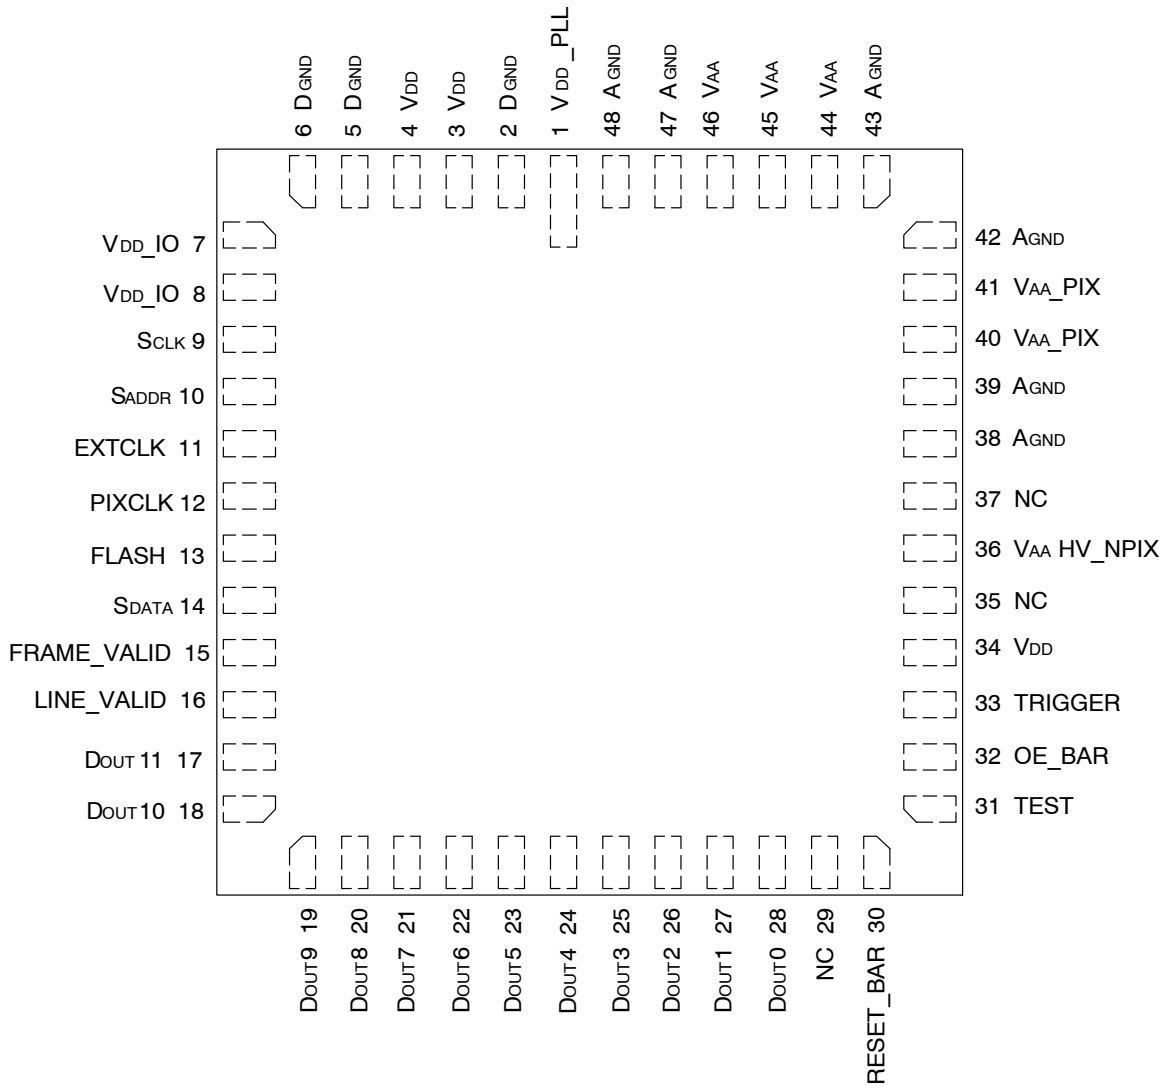 6 DGND
5 DGND
4 VDD
3 VDD
2 DGND
1 VDD_PLL
48 AGND
47 AGND
46 VAA
45 VAA
44 VAA
43 AGND
VDD_IO 7
VDD_IO 8
SCLK 9
SADDR 10
EXTCLK 11
PIXCLK 12
FLASH 13
SDATA 14
FRAME_VALID 15
LINE_VALID 16
DOUT11 17
DOUT10 18
42 AGND
41 VAA_PIX
40 VAA_PIX
39 AGND
38 AGND
37 NC
36 VAA HV_NPIX
35 NC
34 VDD
33 TRIGGER
32 OE_BAR
31 TEST
DOUT9 19
DOUT8 20
DOUT7 21
DOUT6 22
DOUT5 23
DOUT4 24
DOUT3 25
DOUT2 26
DOUT1 27
DOUT0 28
NC 29
RESET_BAR 30